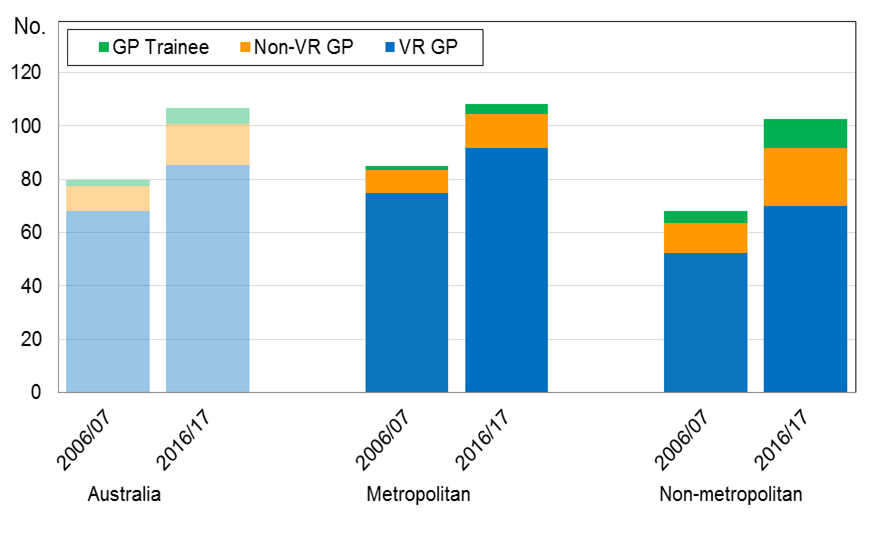 No.
GP Trainee Non-VR GP VR GP
120
100
80
60
40
20
0
2006/07 2016/17 2006/07 2016/17 2006/07 2016/17
Australia Metropolitan Non-metropolitan